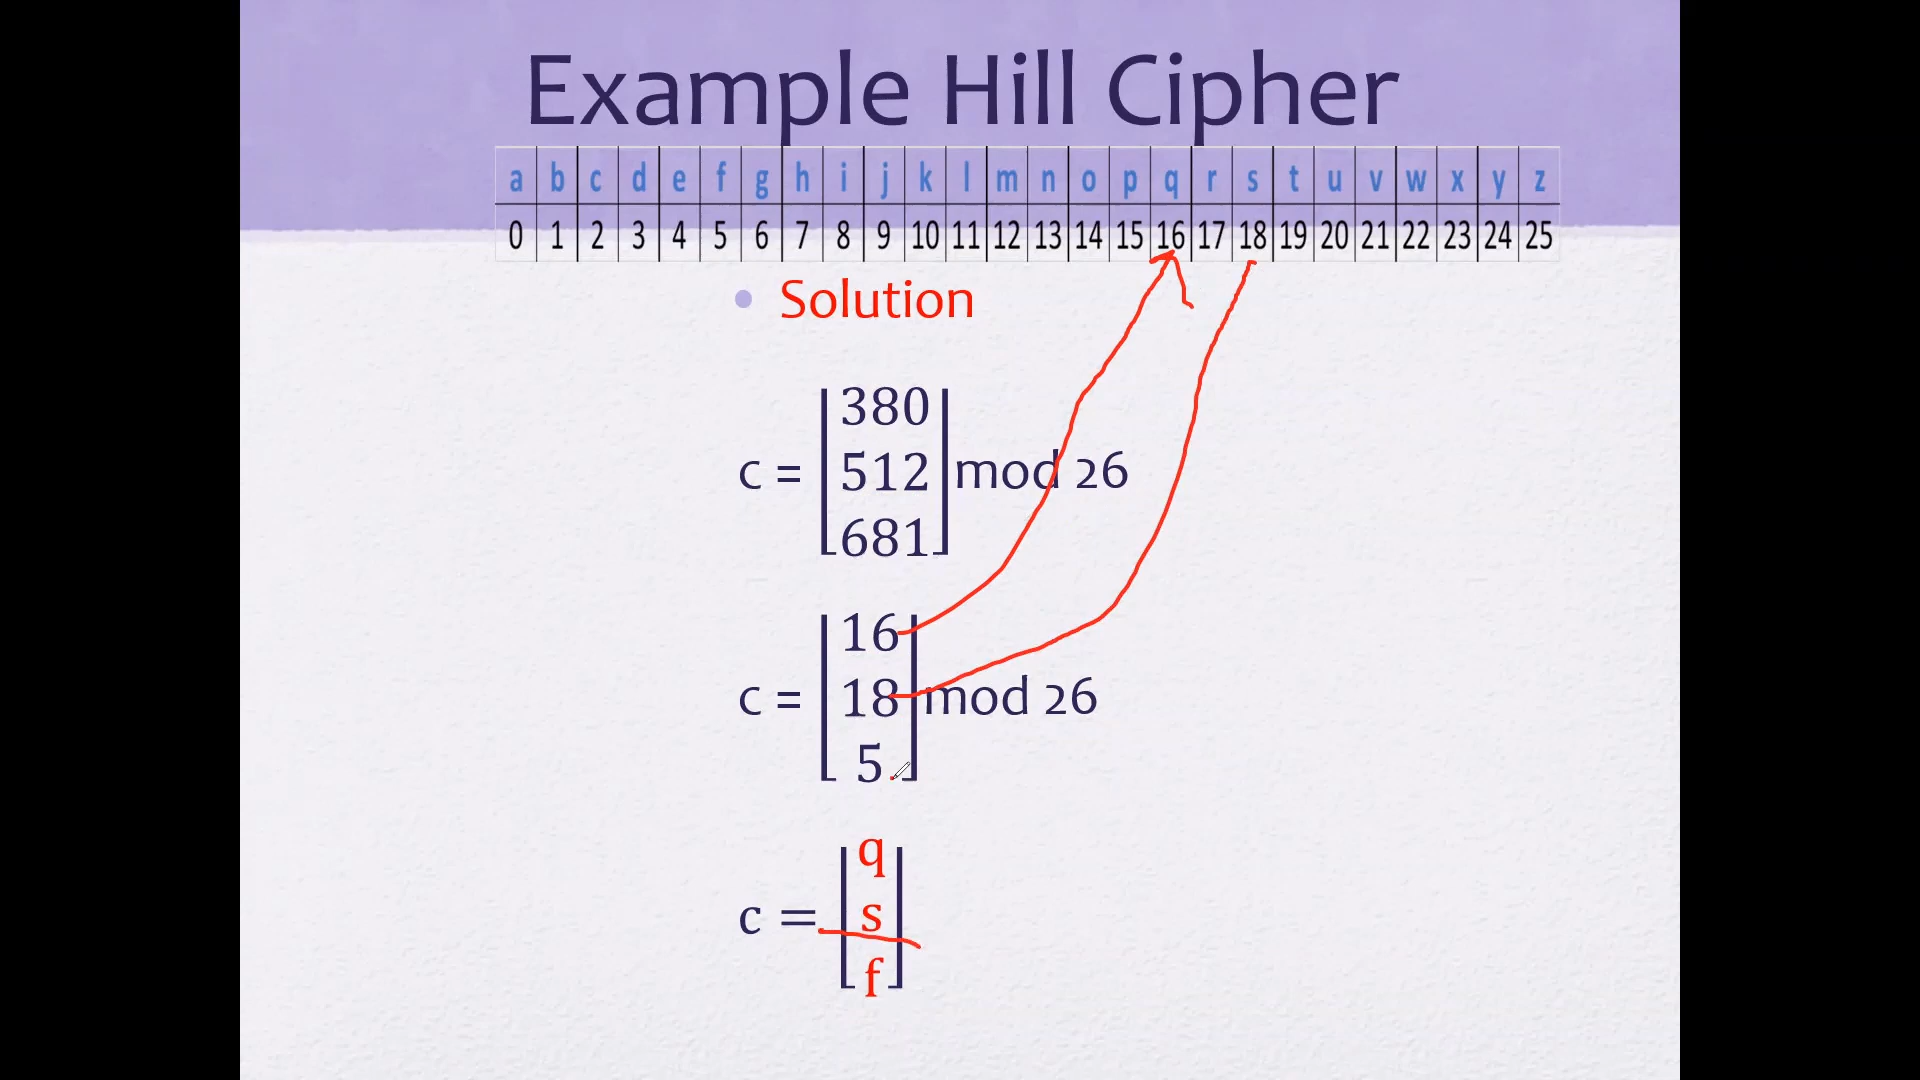 Example Hill Cipher
a b c d e f g h i j k l m n o p q r s t u v w x y z
0 1 2 3 4 5 6 7 8 9 10 11 12 13 14 15 16 17 18 19 20 21 22 23 24 25
• Solution
380
c = 512 mod 26
681
16
c = 18 mod 26
5
q
c = s
f